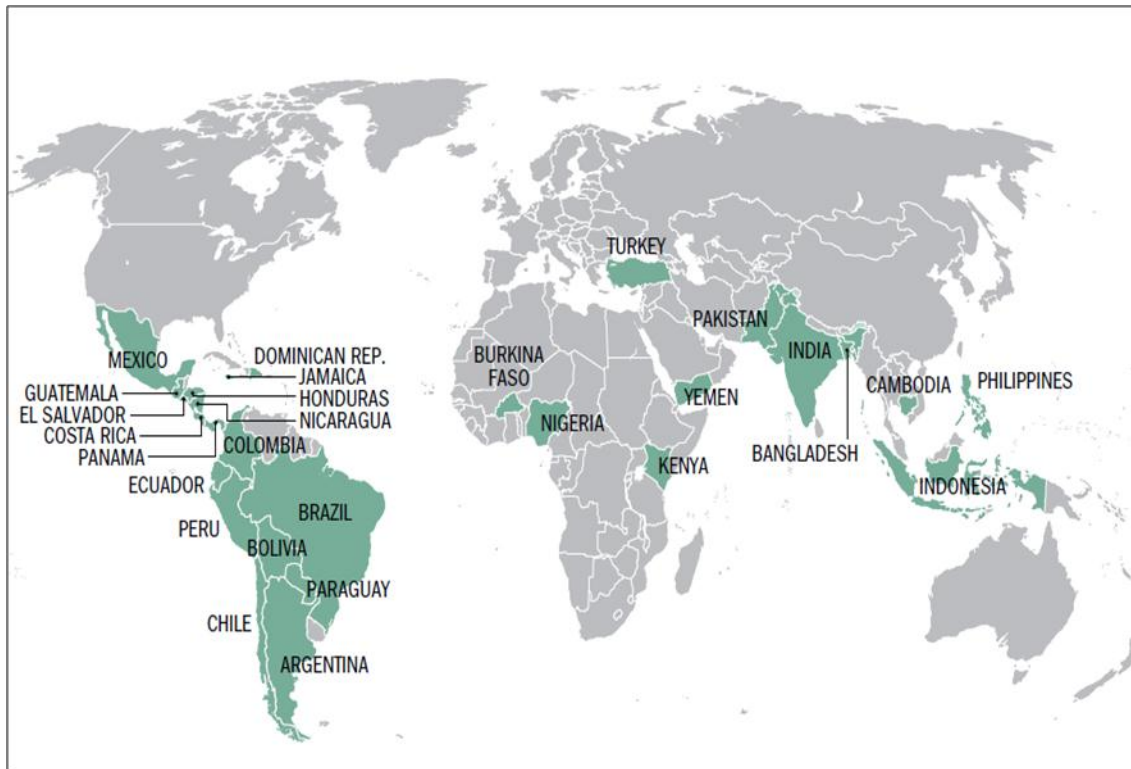 TURKEY
PAKISTAN
INDIA
MEXICO
DOMINICAN REP.
JAMAICA
BURKINA
FASO
YEMEN
CAMBODIA
PHILIPPINES
GUATEMALA
HONDURAS
EL SALVADOR
NICARAGUA
NIGERIA
COSTA RICA
COLOMBIA
PANAMA
BANGLADESH
KENYA
ECUADOR
INDONESIA
BRAZIL
PERU
BOLIVIA
PARAGUAY
CHILE
ARGENTINA